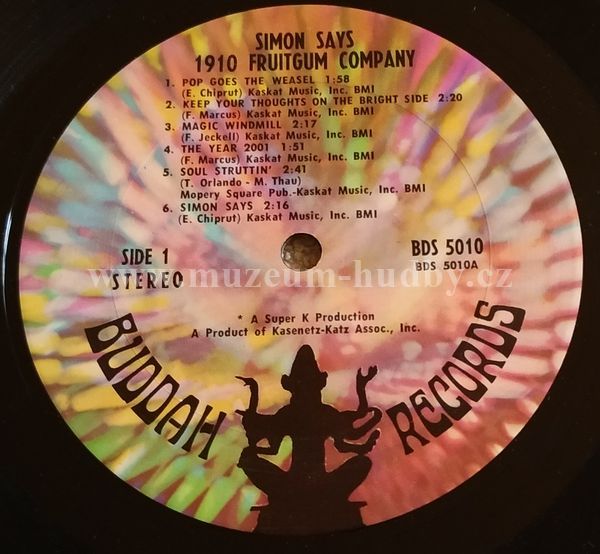 SIMON SAYS
1910 FRUITGUM COMPANY
1. POP GOES THE WEASEL 1:58
(E. Chiprut) Kaskat Music, Inc. BMI
2. KEEP YOUR THOUGHTS ON THE BRIGHT SIDE 2:20
(F. Marcus) Kaskat Music, Inc. BMI
3. MAGIC WINDMILL 2:17
(F. Jeckell) Kaskat Music, Inc. BMI
4. THE YEAR 2001 1:51
(F. Marcus) Kaskat Music, Inc. BMI
5. SOUL STRUTTIN' 2:41
(T. Orlando - M. Thau)
Mopery Square Pub.-Kaskat Music, Inc. BMI
6. SIMON SAYS 2:16
(E. Chiprut) Kaskat Music, Inc. BMI
SIDE 1
STEREO
BDS 5010
BDS 5010A
www.muzeum-hudby.cz
* A Super K Production
A Product of Kasenetz-Katz Assoc., Inc.
BUDDAH RECORDS